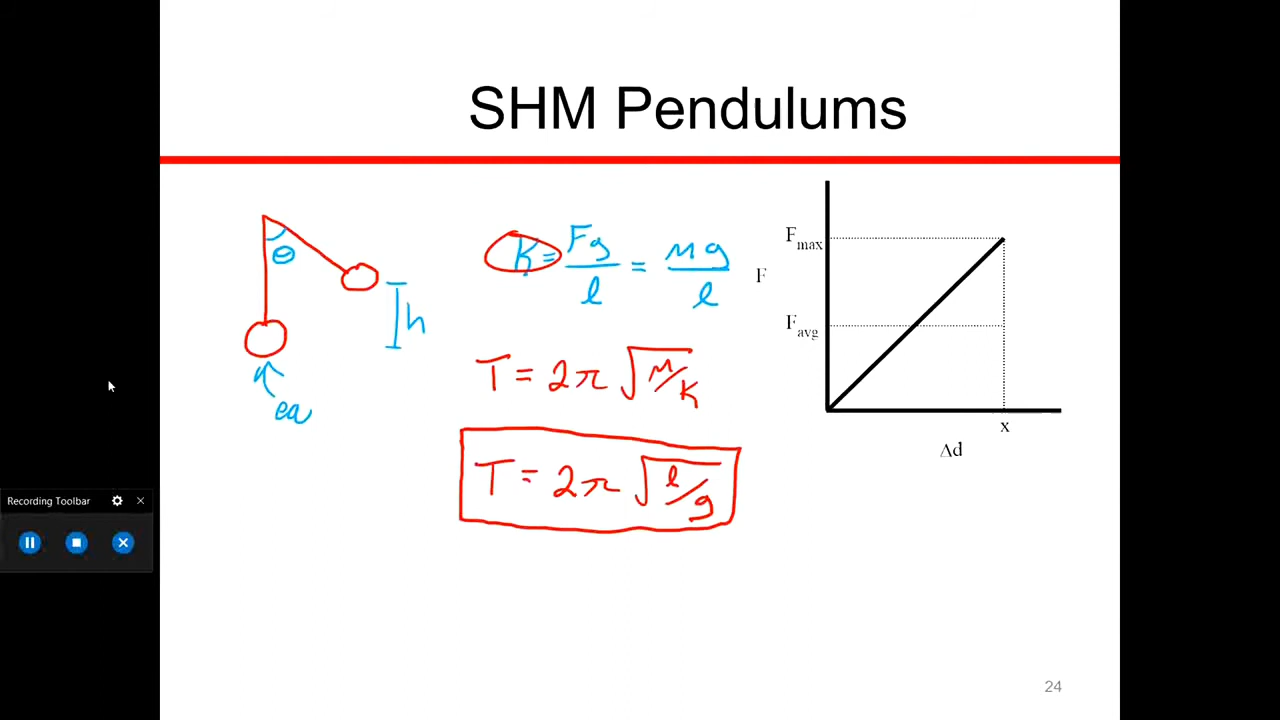 SHM Pendulums
θ
h
ea
K = Fg/l = mg/l
T = 2π √m/K
T = 2π √l/g
Fmax
F
Favg
x
Δd
Recording Toolbar
24